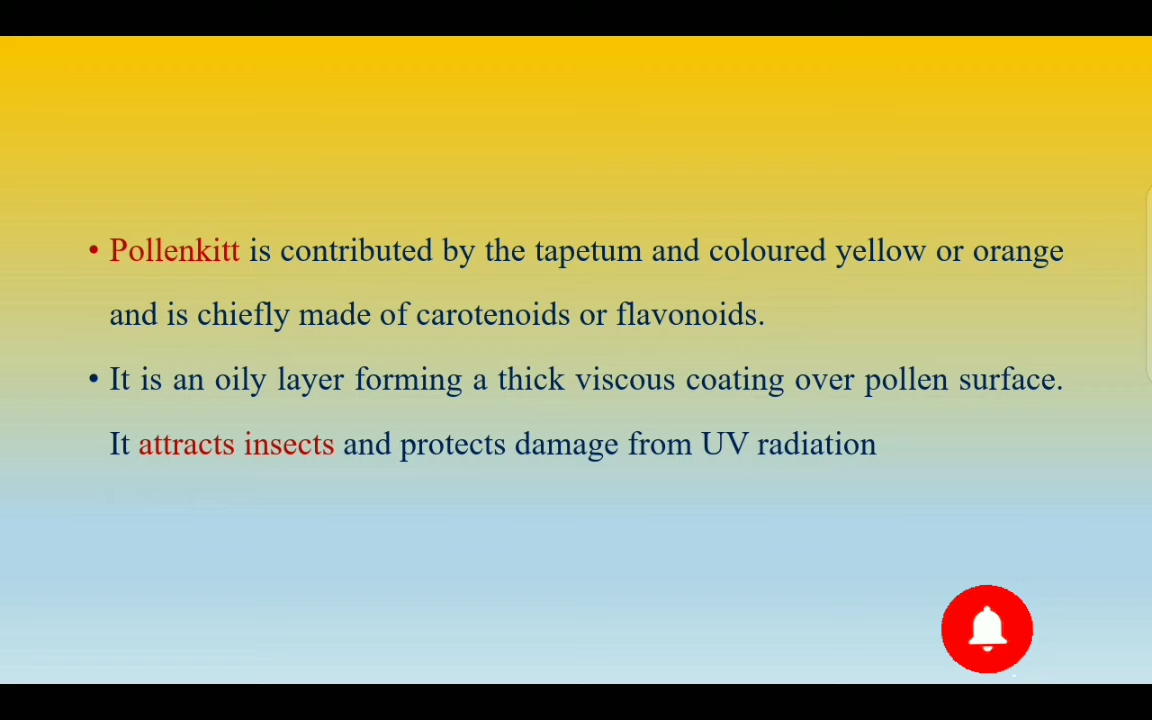 • Pollenkitt is contributed by the tapetum and coloured yellow or orange
and is chiefly made of carotenoids or flavonoids.
• It is an oily layer forming a thick viscous coating over pollen surface.
It attracts insects and protects damage from UV radiation